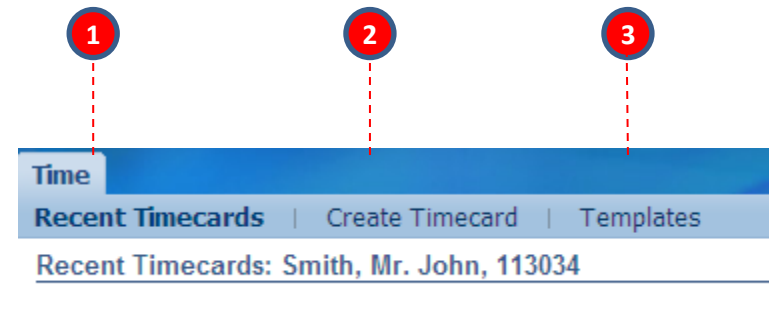 1 2 3
Time
Recent Timecards | Create Timecard | Templates
Recent Timecards: Smith, Mr. John, 113034